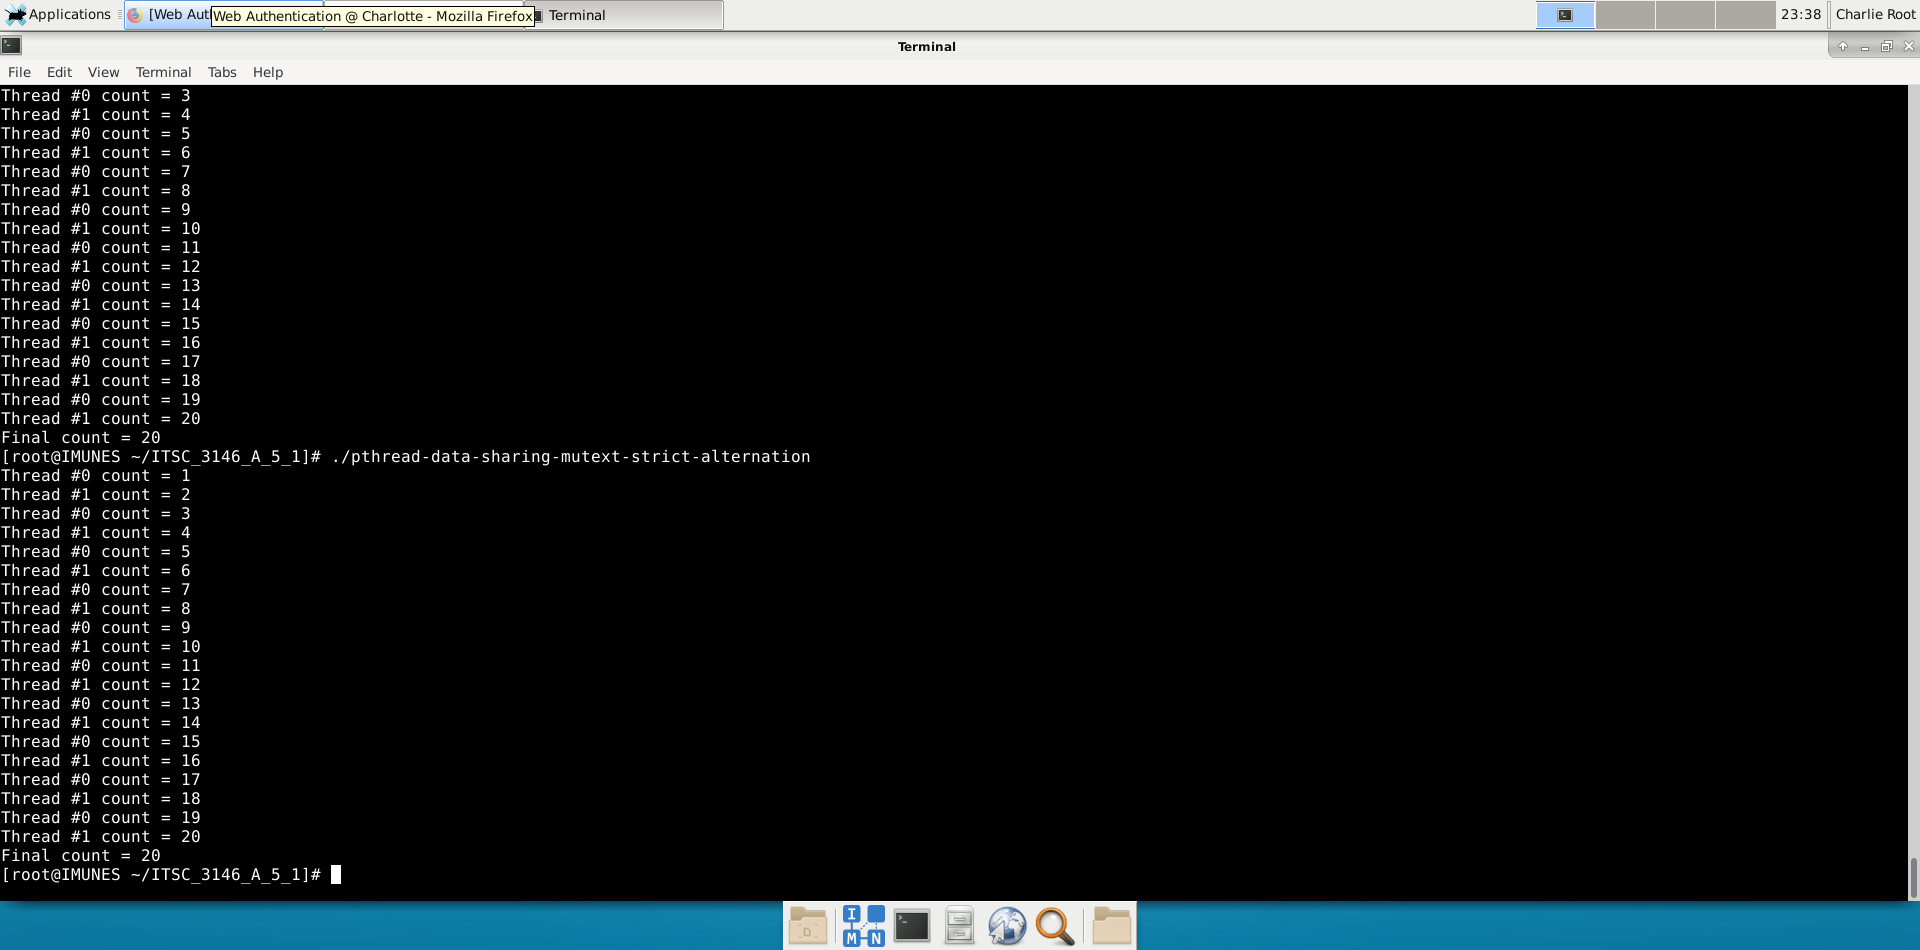 Applications
[Web Aut
Web Authentication @ Charlotte - Mozilla Firefox
Terminal
23:38
Charlie Root
Terminal
File Edit View Terminal Tabs Help
Thread #0 count = 3
Thread #1 count = 4
Thread #0 count = 5
Thread #1 count = 6
Thread #0 count = 7
Thread #1 count = 8
Thread #0 count = 9
Thread #1 count = 10
Thread #0 count = 11
Thread #1 count = 12
Thread #0 count = 13
Thread #1 count = 14
Thread #0 count = 15
Thread #1 count = 16
Thread #0 count = 17
Thread #1 count = 18
Thread #0 count = 19
Thread #1 count = 20
Final count = 20
[root@IMUNES ~/ITSC_3146_A_5_1]# ./pthread-data-sharing-mutext-strict-alternation
Thread #0 count = 1
Thread #1 count = 2
Thread #0 count = 3
Thread #1 count = 4
Thread #0 count = 5
Thread #1 count = 6
Thread #0 count = 7
Thread #1 count = 8
Thread #0 count = 9
Thread #1 count = 10
Thread #0 count = 11
Thread #1 count = 12
Thread #0 count = 13
Thread #1 count = 14
Thread #0 count = 15
Thread #1 count = 16
Thread #0 count = 17
Thread #1 count = 18
Thread #0 count = 19
Thread #1 count = 20
Final count = 20
[root@IMUNES ~/ITSC_3146_A_5_1]#
I
M N